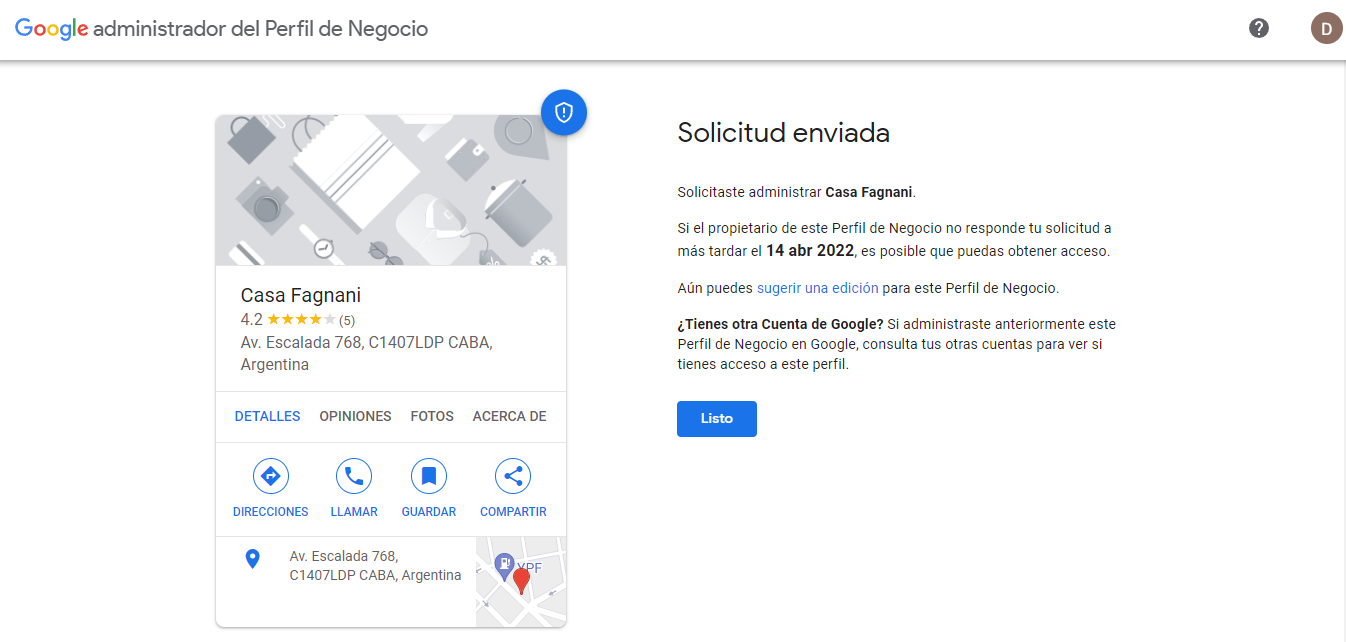 Google administrador del Perfil de Negocio
D
Solicitud enviada
Solicitaste administrar Casa Fagnani.
Si el propietario de este Perfil de Negocio no responde tu solicitud a
más tardar el 14 abr 2022, es posible que puedas obtener acceso.
Aún puedes sugerir una edición para este Perfil de Negocio.
¿Tienes otra Cuenta de Google? Si administraste anteriormente este
Perfil de Negocio en Google, consulta tus otras cuentas para ver si
tienes acceso a este perfil.
Listo
Casa Fagnani
4.2 (5)
Av. Escalada 768, C1407LDP CABA,
Argentina
DETALLES OPINIONES FOTOS ACERCA DE
DIRECCIONES LLAMAR GUARDAR COMPARTIR
Av. Escalada 768,
C1407LDP CABA, Argentina
YPF